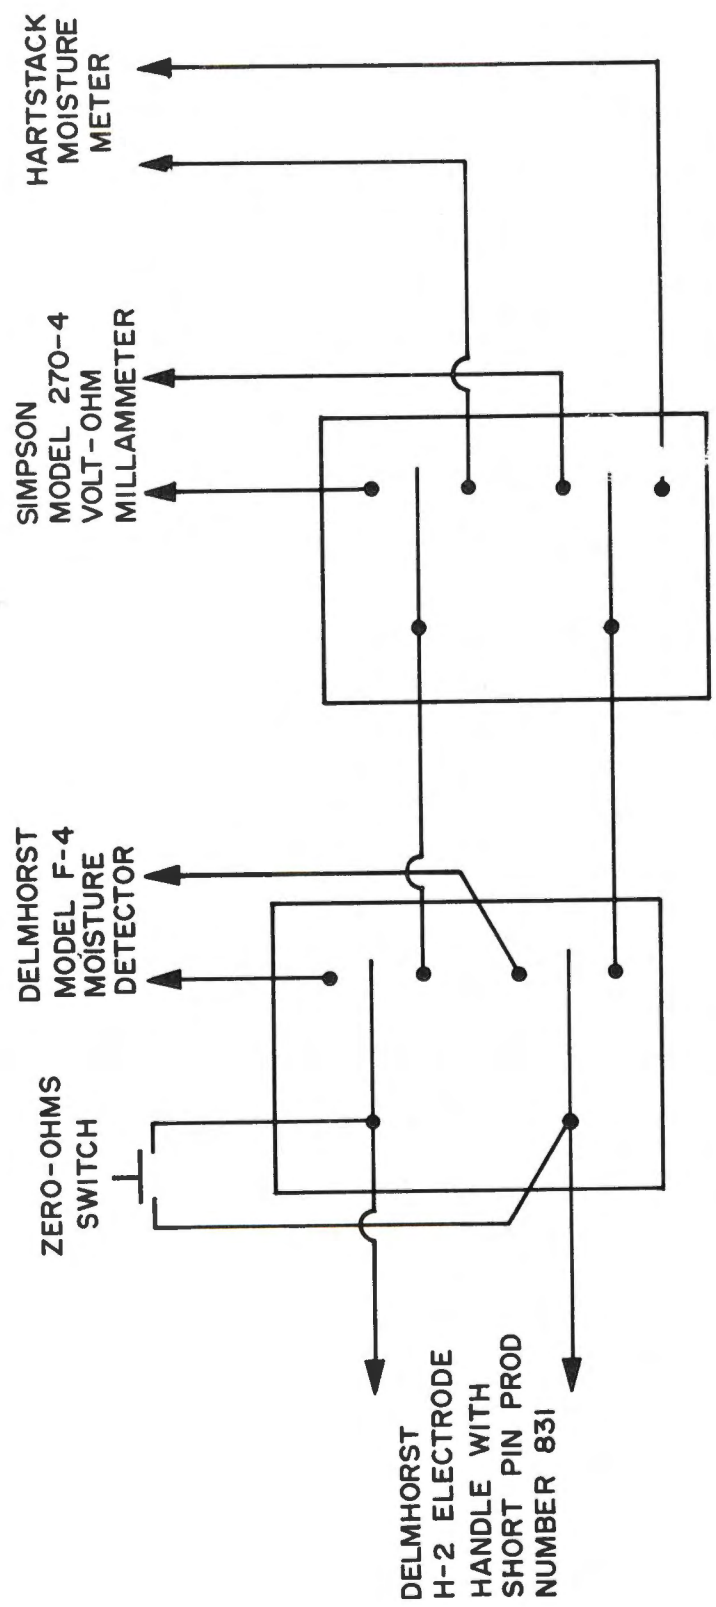 DELMHORST
H-2 ELECTRODE
HANDLE WITH
SHORT PIN PROD
NUMBER 831
ZERO-OHMS
SWITCH
DELMHORST
MODEL F-4
MOISTURE
DETECTOR
SIMPSON
MODEL 270-4
VOLT-OHM
MILLAMMETER
HARTSTACK
MOISTURE
METER